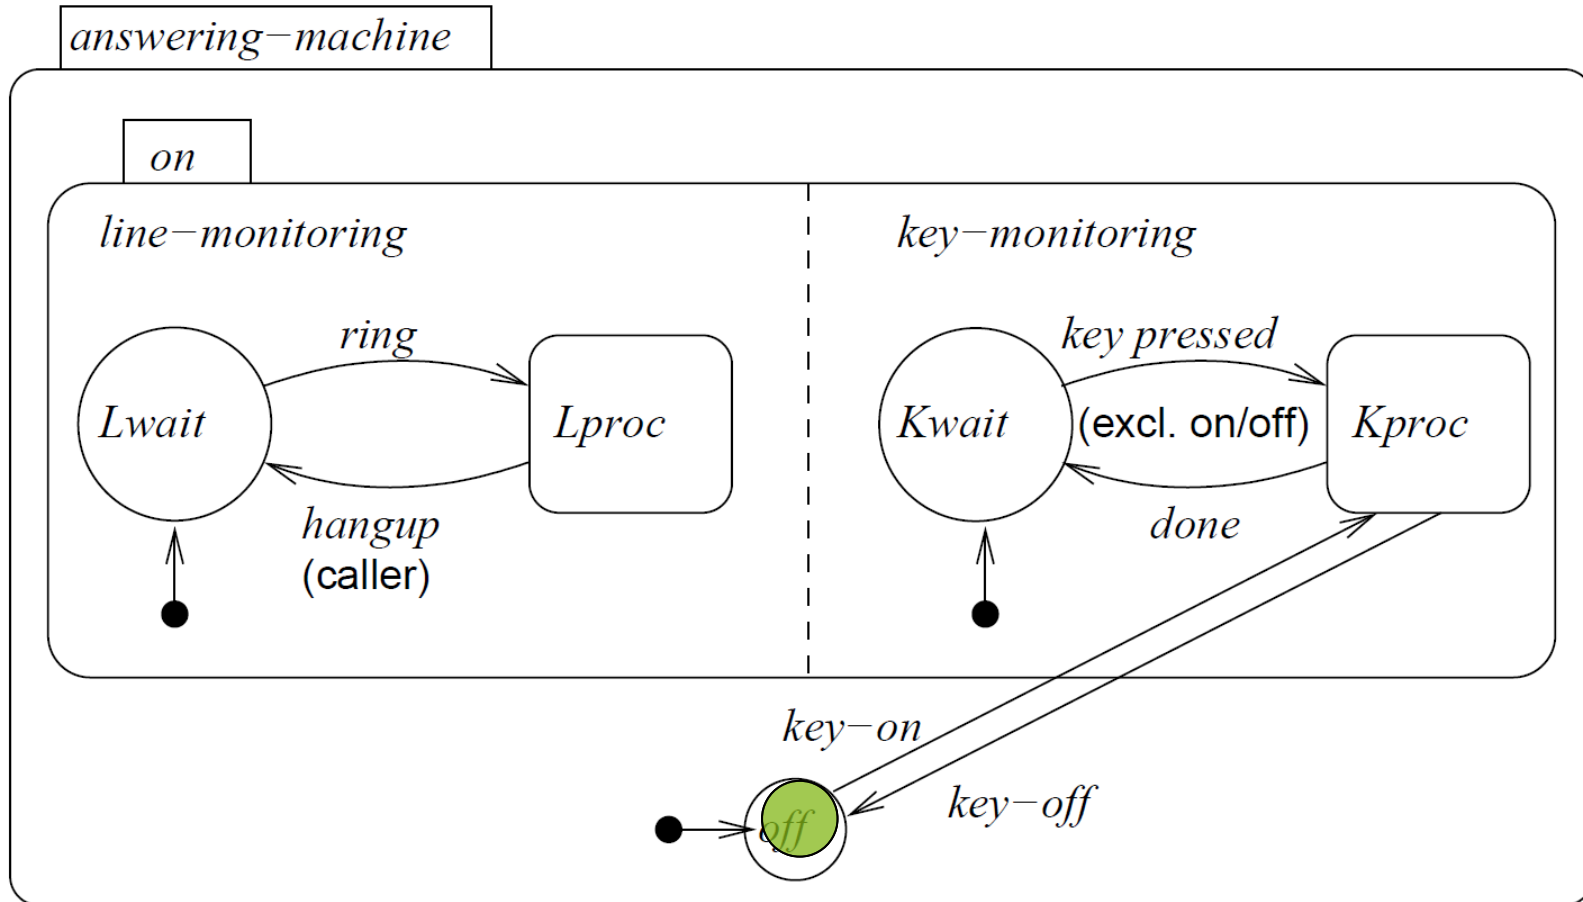 answering−machine
on
line−monitoring
key−monitoring
ring
key pressed
Lwait
Lproc
Kwait
(excl. on/off)
Kproc
hangup
(caller)
done
key−on
key−off
off